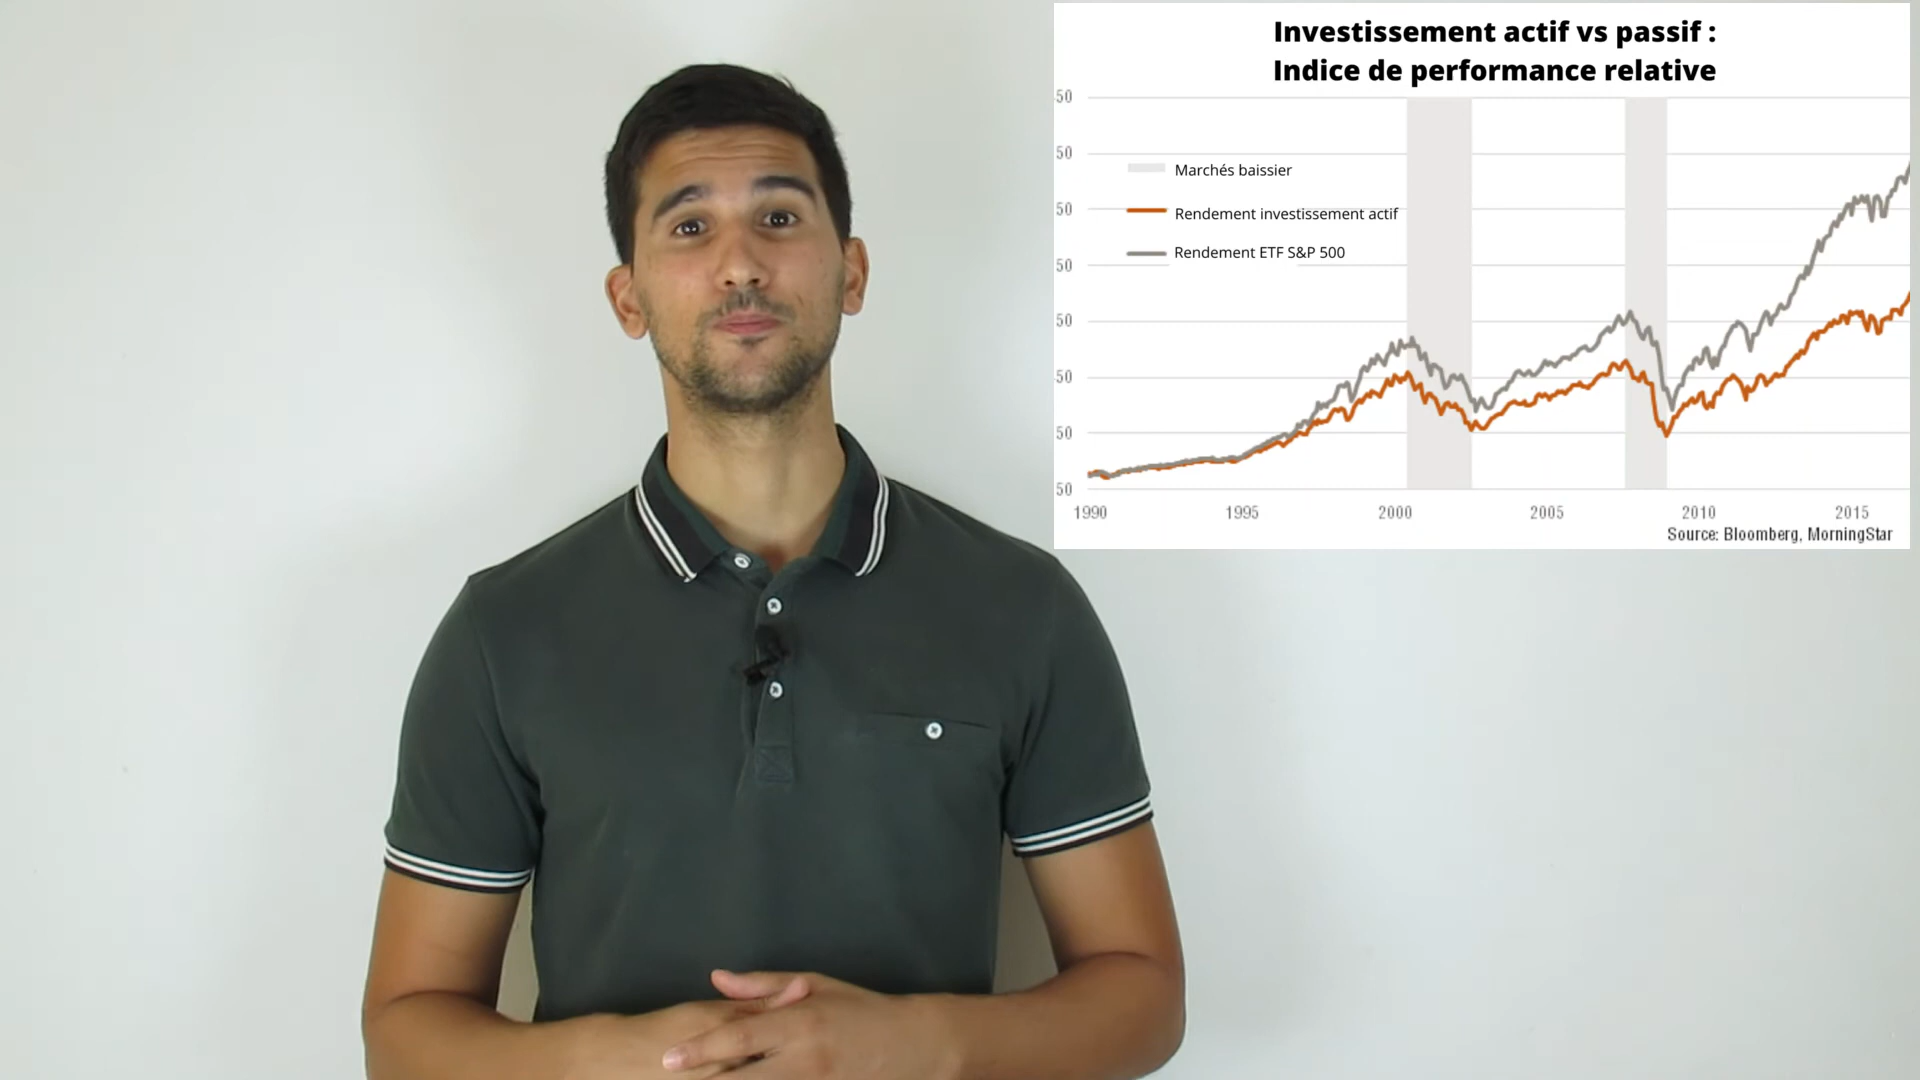 Investissement actif vs passif :
Indice de performance relative
50
50
50
50
50
50
50
50
Marchés baissier
Rendement investissement actif
Rendement ETF S&P 500
1990
1995
2000
2005
2010
2015
Source: Bloomberg, MorningStar